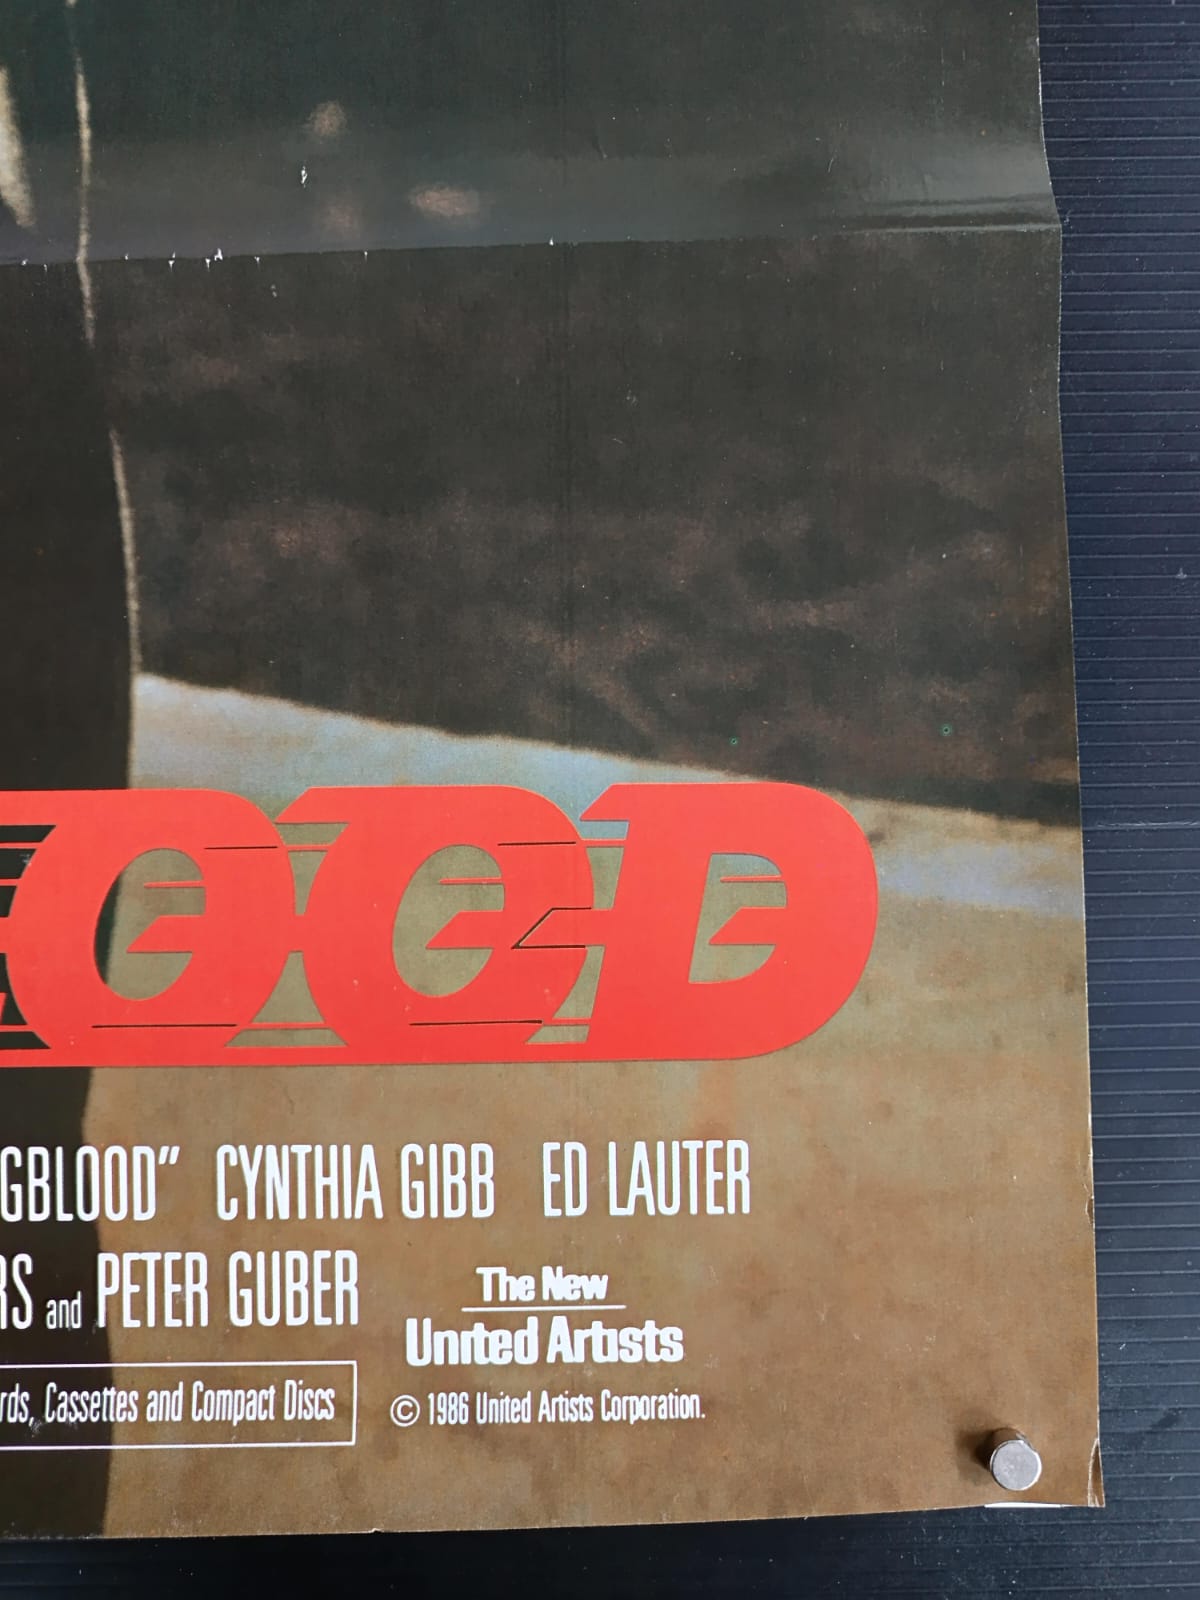 OOD
GBLOOD" CYNTHIA GIBB ED LAUTER
RS and PETER GUBER
The New
United Artists
rds, Cassettes and Compact Discs
© 1986 United Artists Corporation.